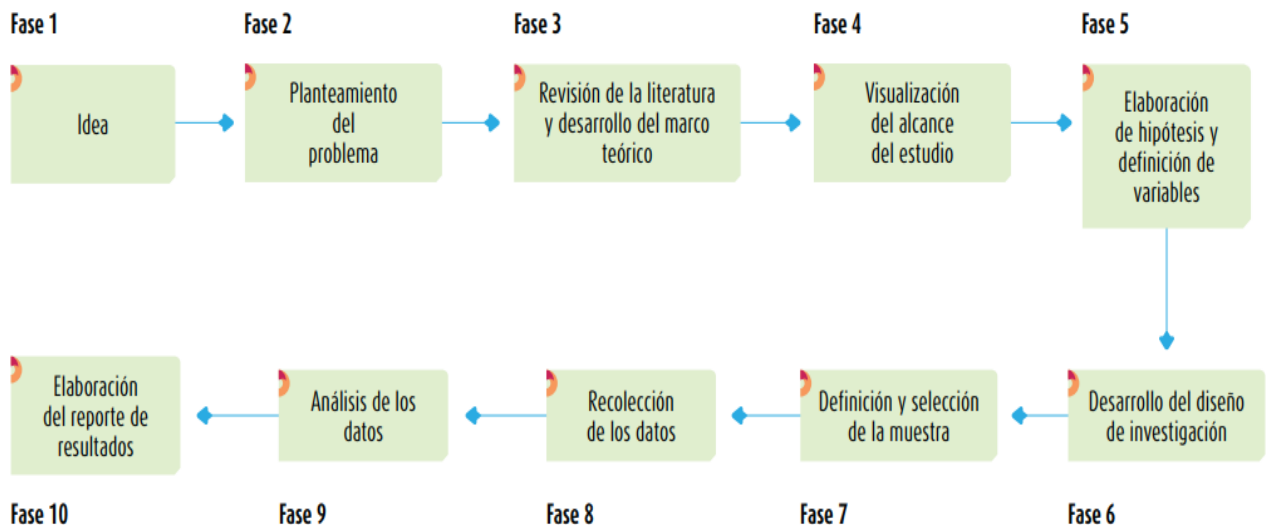 Fase 1
Idea
Fase 2
Planteamiento
del
problema
Fase 3
Revisión de la literatura
y desarrollo del marco
teórico
Fase 4
Visualización
del alcance
del estudio
Fase 5
Elaboración
de hipótesis y
definición de
variables
Desarrollo del diseño
de investigación
Fase 6
Definición y selección
de la muestra
Fase 7
Recolección
de los datos
Fase 8
Análisis de los
datos
Fase 9
Elaboración
del reporte de
resultados
Fase 10